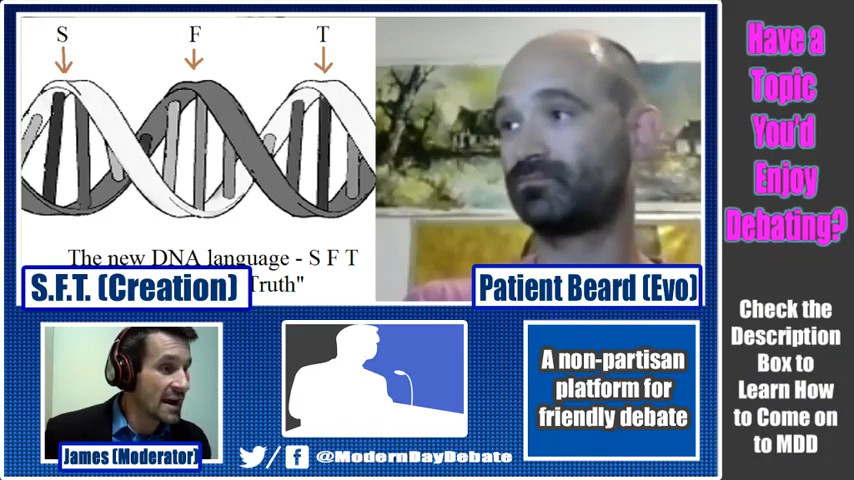 S F T
The new DNA language - S F T
Truth"
S.F.T. (Creation)
Patient Beard (Evo)
James (Moderator)
@ModernDayDebate
A non-partisan
platform for
friendly debate
Have a
Topic
You'd
Enjoy
Debating?
Check the
Description
Box to
Learn How
to Come on
to MDD